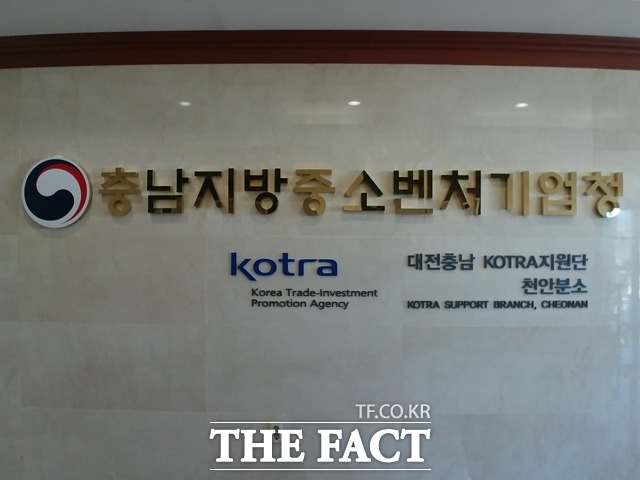 충남지방중소벤처기업청
kotra
Korea Trade-Investment
Promotion Agency
대전충남 KOTRA지원단
천안분소
KOTRA SUPPORT BRANCH, CHEONAN
TF.CO.KR
THE FACT